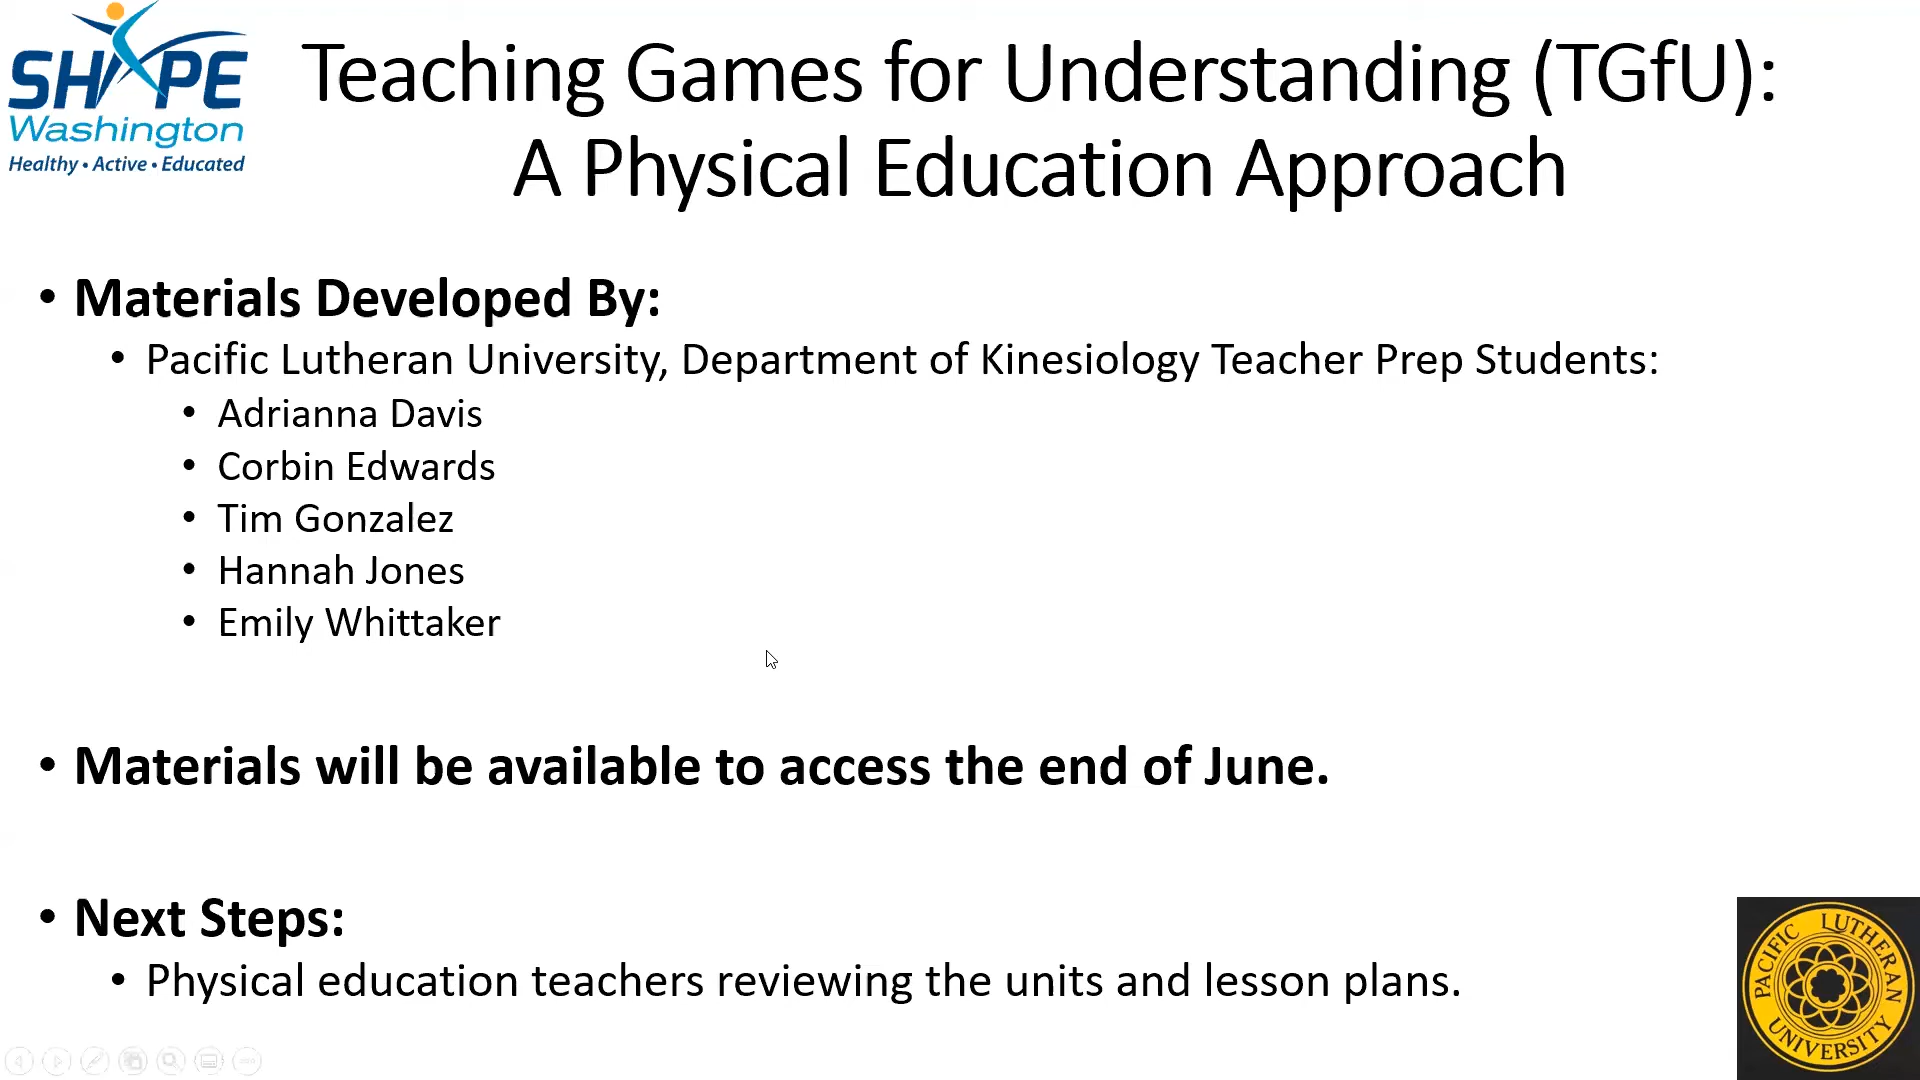 SHAPE
Washington
Healthy • Active • Educated
Teaching Games for Understanding (TGfU):
A Physical Education Approach
• Materials Developed By:
• Pacific Lutheran University, Department of Kinesiology Teacher Prep Students:
• Adrianna Davis
• Corbin Edwards
• Tim Gonzalez
• Hannah Jones
• Emily Whittaker
• Materials will be available to access the end of June.
• Next Steps:
• Physical education teachers reviewing the units and lesson plans.
PACIFIC LUTHERAN UNIVERSITY